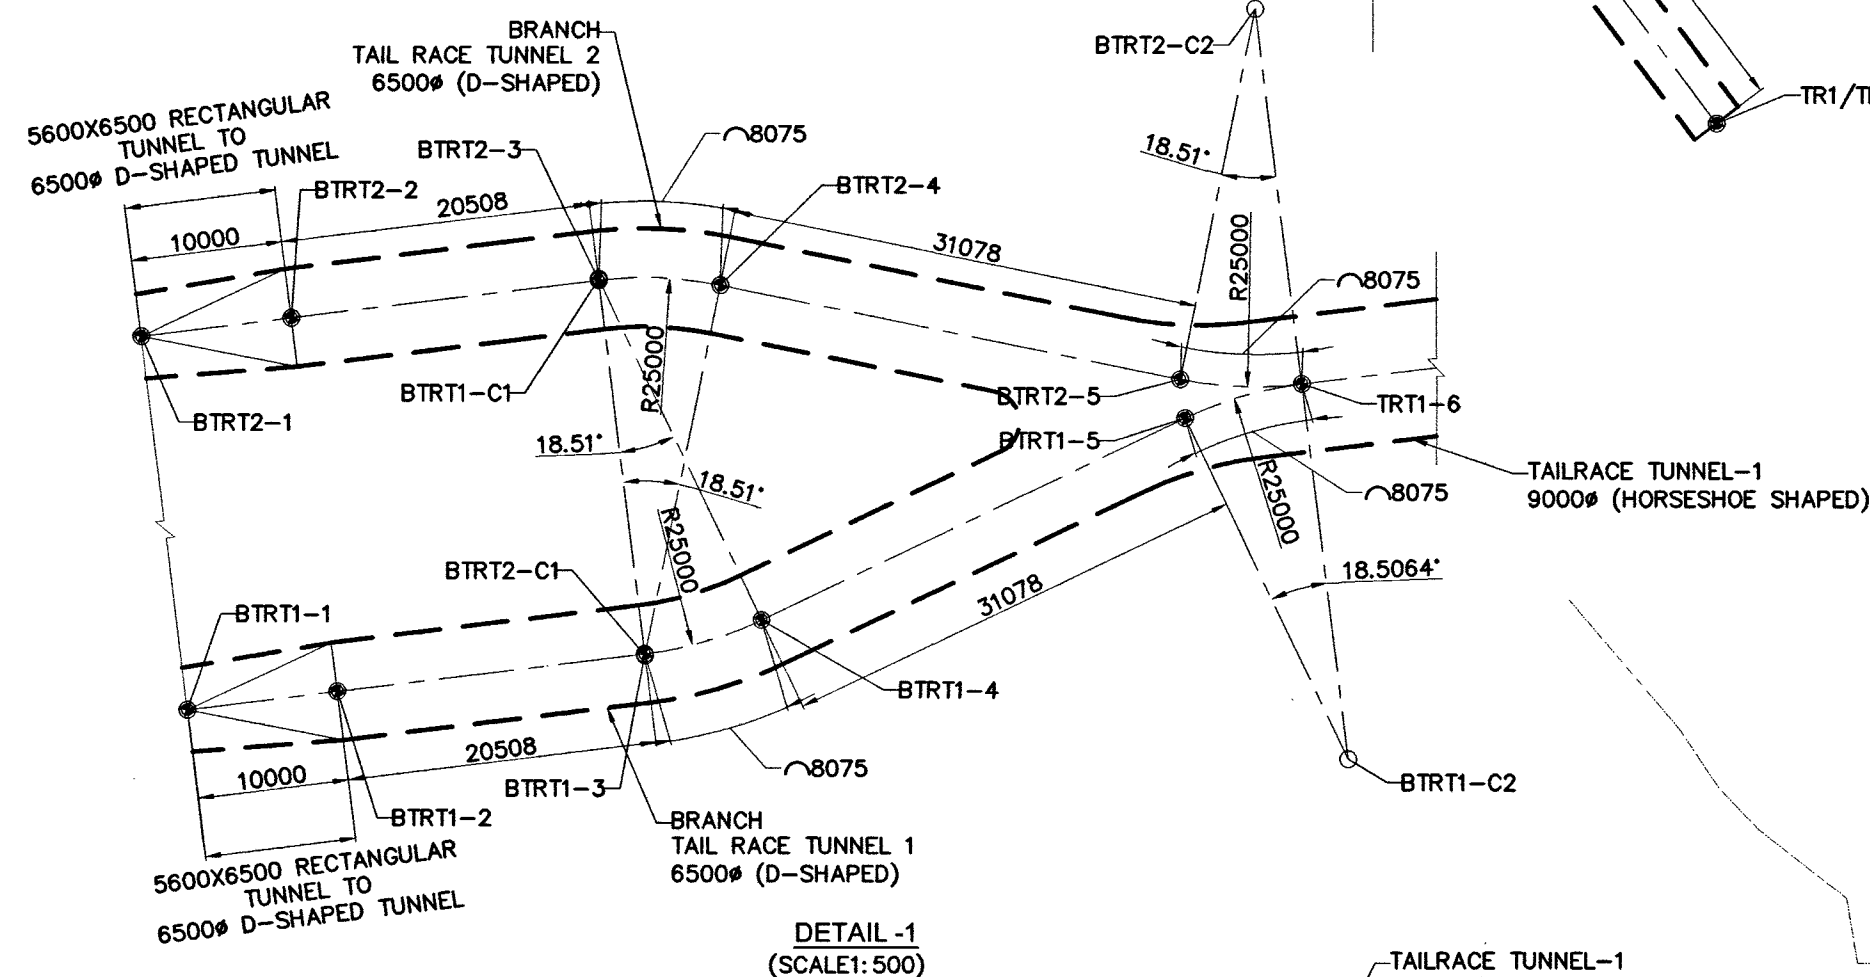 BRANCH
TAIL RACE TUNNEL 2
6500ø (D-SHAPED)
BTRT2-C2
TR1/T
5600X6500 RECTANGULAR
TUNNEL TO
6500ø D-SHAPED TUNNEL
BTRT2-3
⌒8075
18.51°
BTRT2-2
BTRT2-4
20508
10000
31078
R25000
⌒8075
R25000
BTRT1-C1
BTRT2-5
TRT1-6
BTRT2-1
18.51°
BTRT1-5
18.51°
R25000
⌒8075
TAILRACE TUNNEL-1
9000ø (HORSESHOE SHAPED)
R25000
BTRT2-C1
18.5064°
31078
BTRT1-1
BTRT1-4
20508
10000
⌒8075
BTRT1-3
BTRT1-C2
BTRT1-2
BRANCH
TAIL RACE TUNNEL 1
6500ø (D-SHAPED)
5600X6500 RECTANGULAR
TUNNEL TO
6500ø D-SHAPED TUNNEL
DETAIL -1
(SCALE1:500)
TAILRACE TUNNEL-1